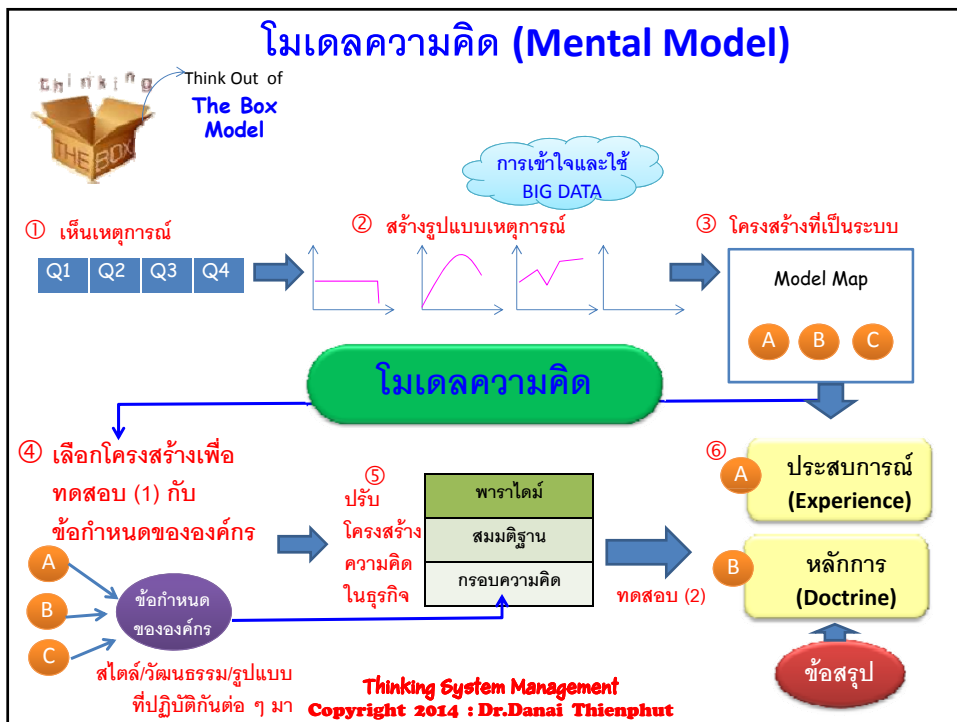 โมเดลความคิด (Mental Model)
thinking
THE BOX
Think Out of
The Box
Model
การเข้าใจและใช้
BIG DATA
① เห็นเหตุการณ์
Q1 Q2 Q3 Q4
② สร้างรูปแบบเหตุการณ์
③ โครงสร้างที่เป็นระบบ
Model Map
A B C
โมเดลความคิด
④ เลือกโครงสร้างเพื่อ
ทดสอบ (1) กับ
ข้อกำหนดขององค์กร
A
B
C
ข้อกำหนด
ขององค์กร
สไตล์/วัฒนธรรม/รูปแบบ
ที่ปฏิบัติกันต่อ ๆ มา
⑤
ปรับ
โครงสร้าง
ความคิด
ในธุรกิจ
พาราไดม์
สมมติฐาน
กรอบความคิด
ทดสอบ (2)
⑥
A
ประสบการณ์
(Experience)
B
หลักการ
(Doctrine)
ข้อสรุป
Thinking System Management
Copyright 2014 : Dr.Danai Thienphut